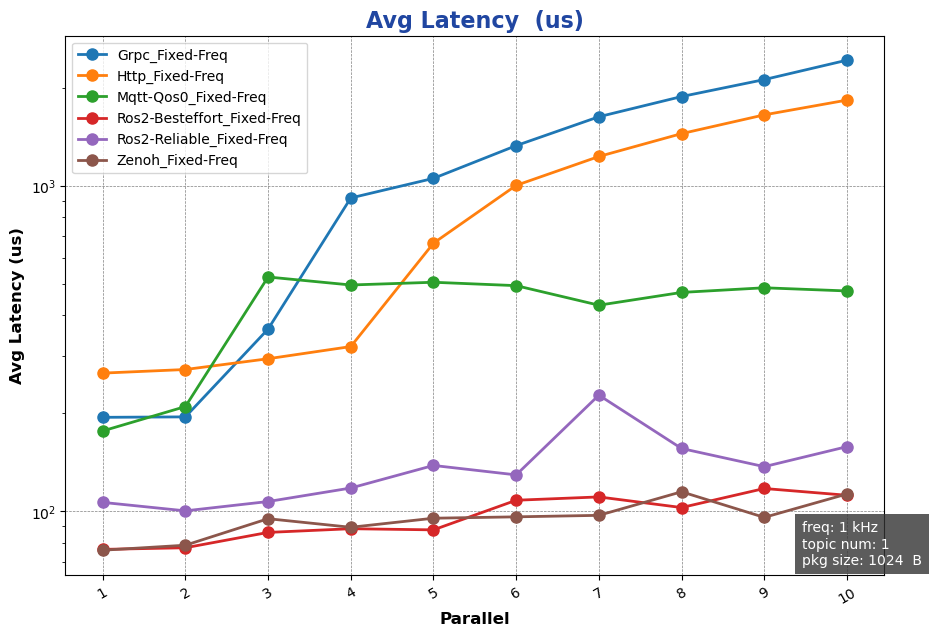 Avg Latency  (us)
Grpc_Fixed-Freq
Http_Fixed-Freq
Mqtt-Qos0_Fixed-Freq
Ros2-Besteffort_Fixed-Freq
Ros2-Reliable_Fixed-Freq
Zenoh_Fixed-Freq
Avg Latency (us)
10³
10²
freq: 1 kHz
topic num: 1
pkg size: 1024  B
1 2 3 4 5 6 7 8 9 10
Parallel